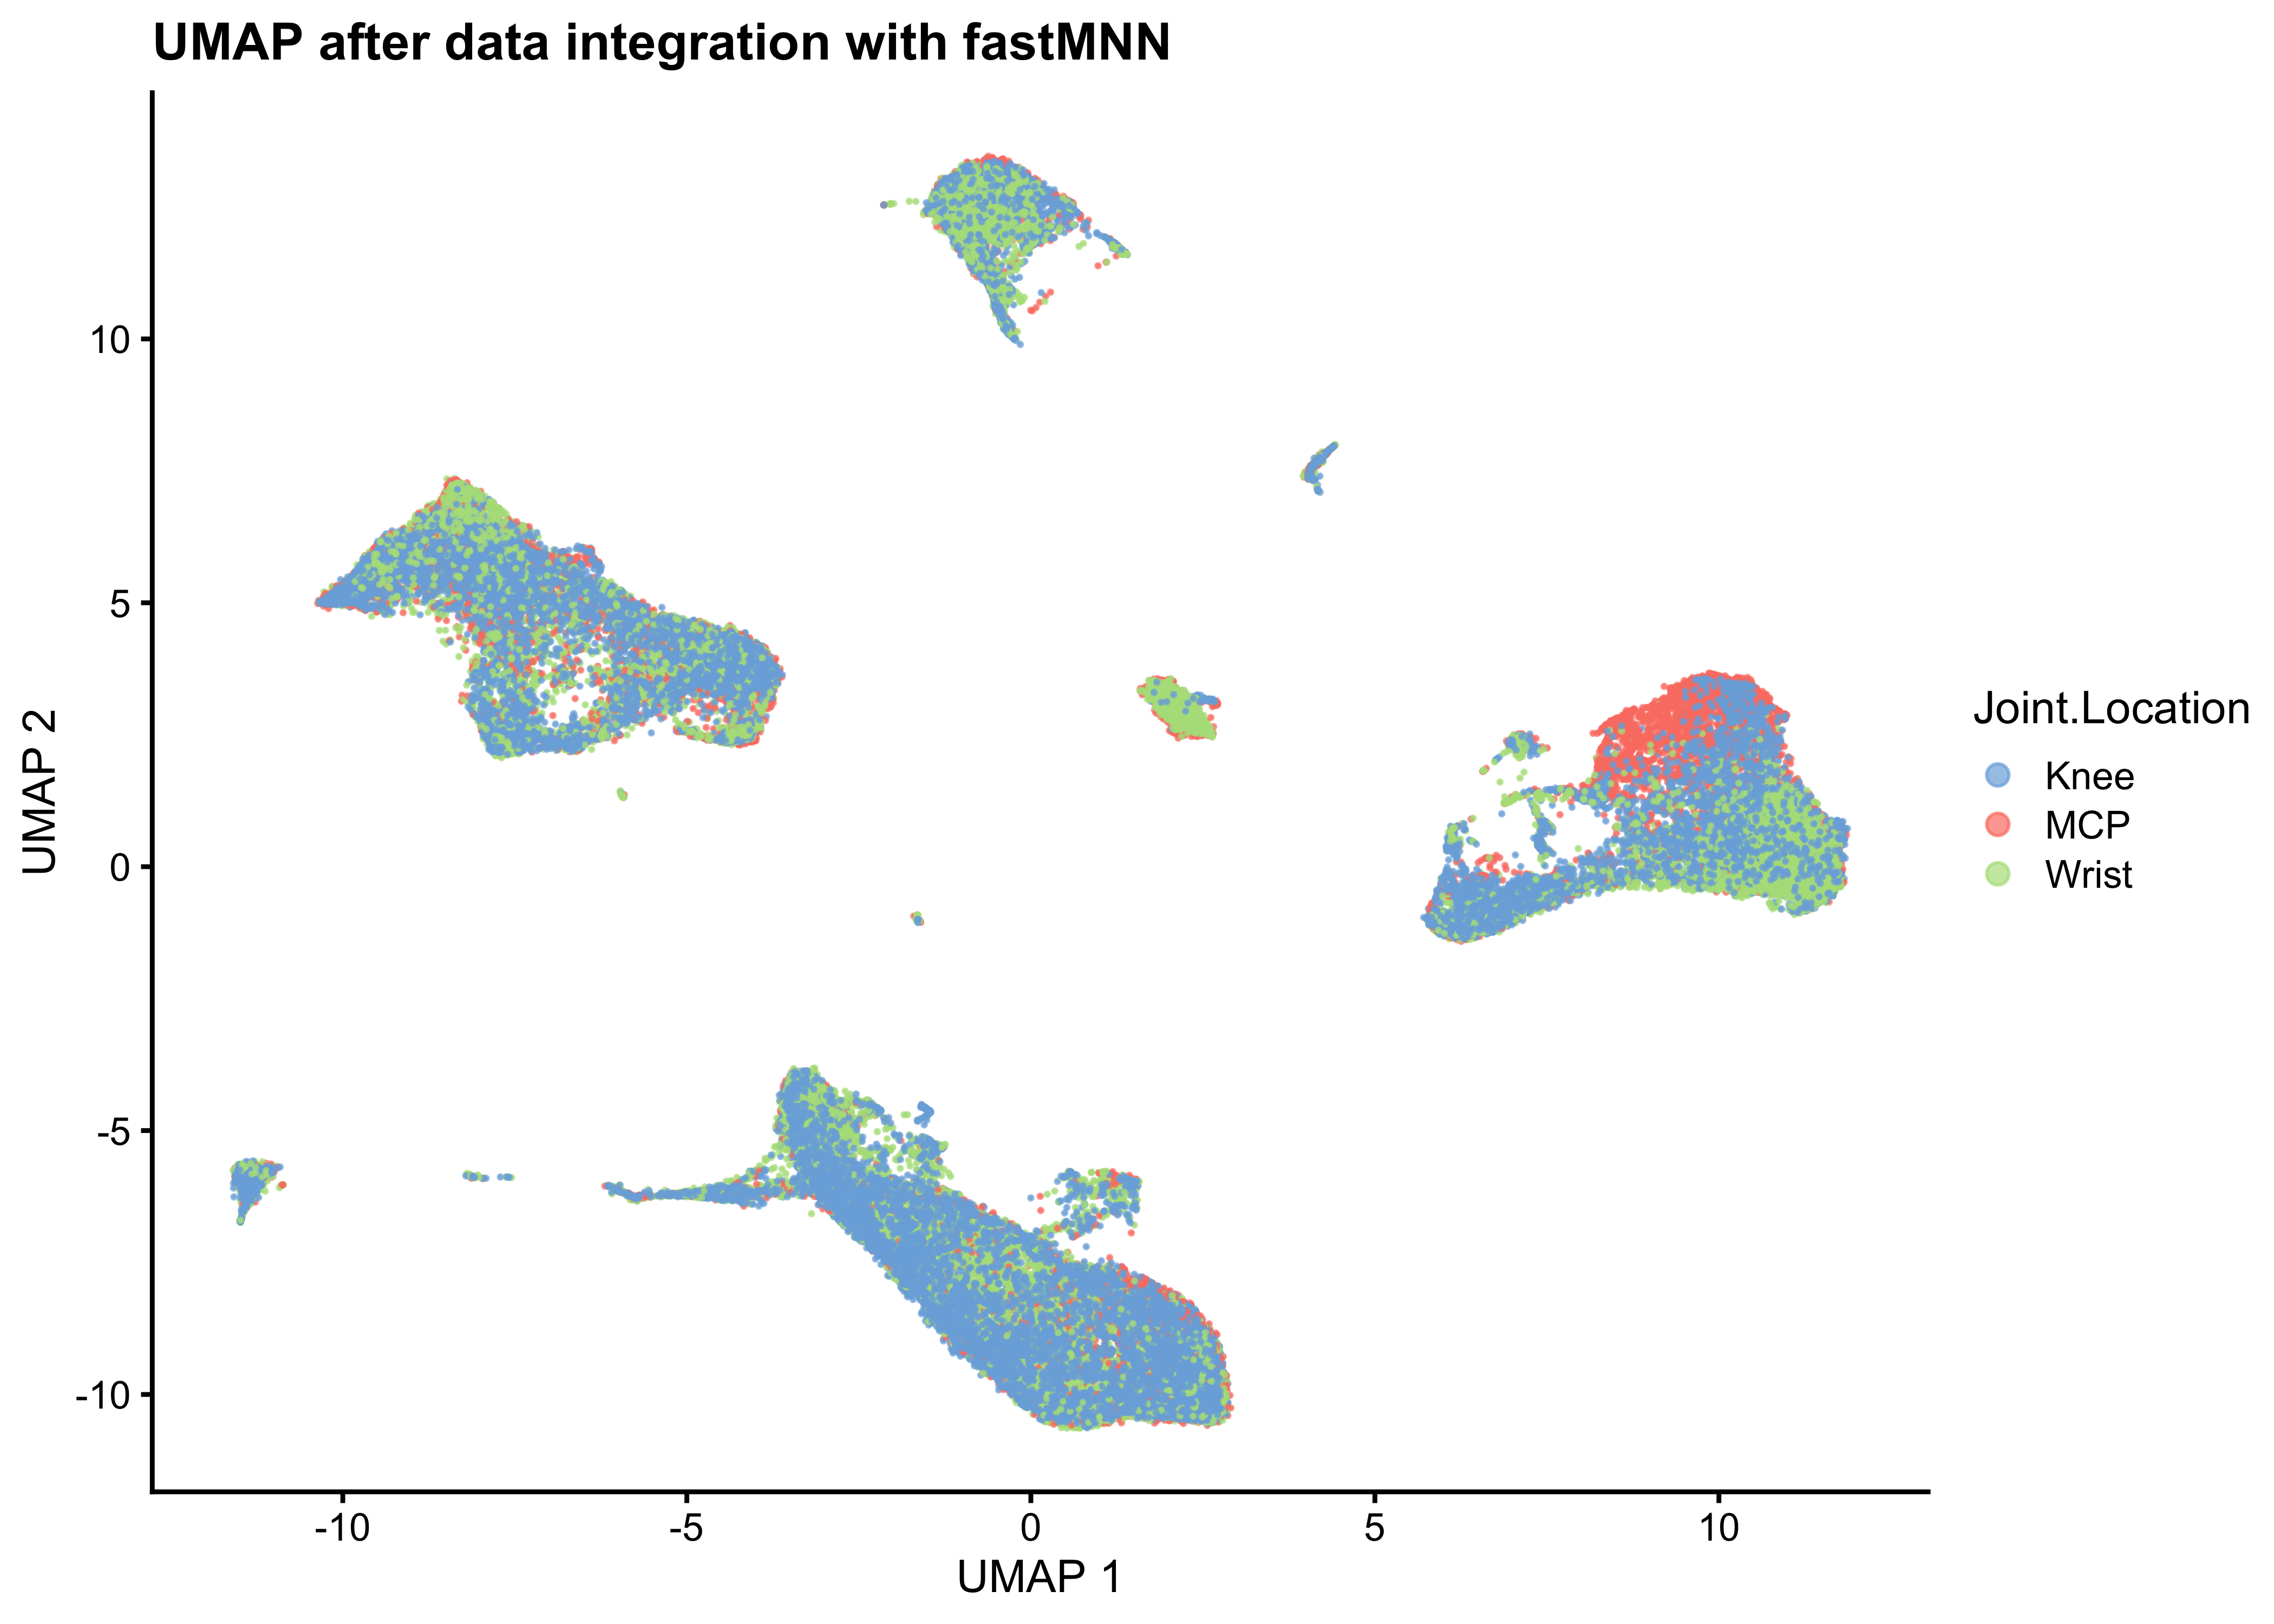 UMAP after data integration with fastMNN
10
5
0
-5
-10
UMAP 2
-10
-5
0
5
10
UMAP 1
Joint.Location
Knee
MCP
Wrist